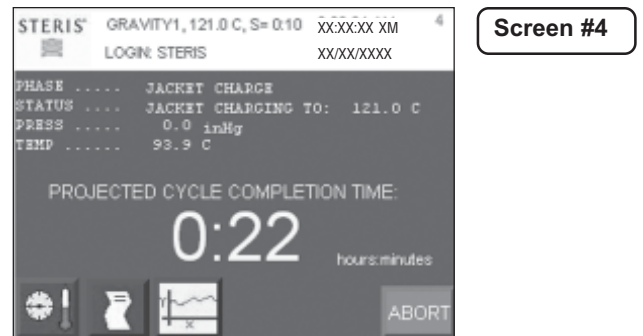 STERIS® GRAVITY1, 121.0 C, S= 0:10 XX:XX:XX XM 4
LOGIN: STERIS XX/XX/XXXX
Screen #4
PHASE ..... JACKET CHARGE
STATUS .... JACKET CHARGING TO: 121.0 C
PRESS ..... 0.0 inHg
TEMP ...... 93.9 C
PROJECTED CYCLE COMPLETION TIME:
0:22 hours:minutes
X
ABORT